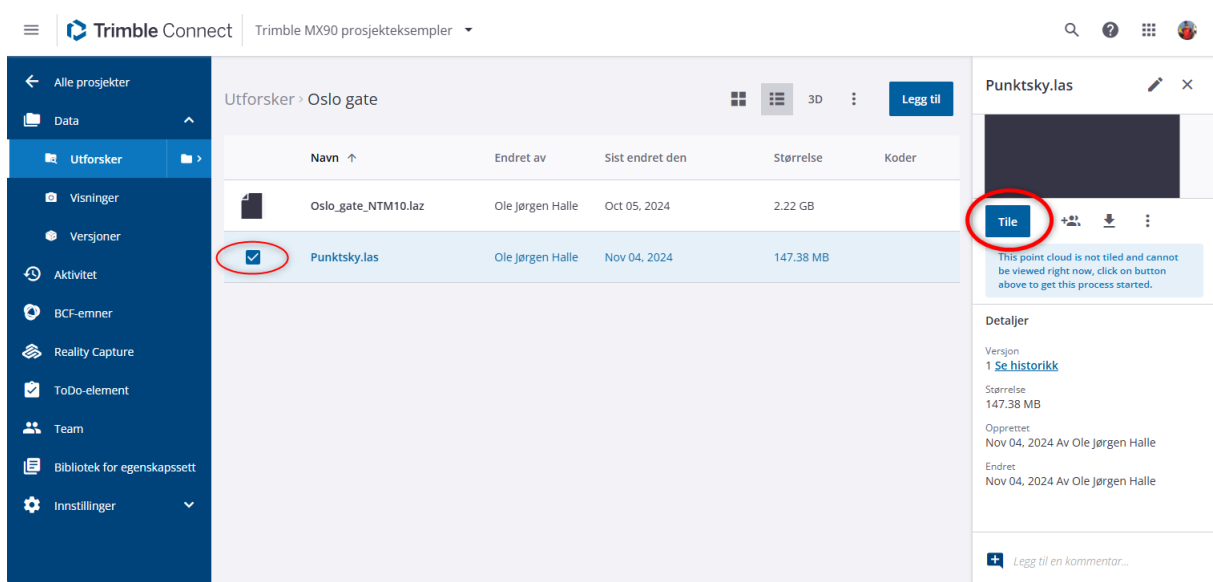 Trimble Connect
Trimble MX90 prosjekteksempler
Alle prosjekter
Data
Utforsker
Visninger
Versjoner
Aktivitet
BCF-emner
Reality Capture
ToDo-element
Team
Bibliotek for egenskapssett
Innstillinger
Utforsker › Oslo gate
3D
Legg til
Navn ↑ Endret av Sist endret den Størrelse Koder
Oslo_gate_NTM10.laz Ole Jørgen Halle Oct 05, 2024 2.22 GB
Punktsky.las Ole Jørgen Halle Nov 04, 2024 147.38 MB
Punktsky.las
Tile
This point cloud is not tiled and cannot
be viewed right now, click on button
above to get this process started.
Detaljer
Versjon
1 Se historikk
Størrelse
147.38 MB
Opprettet
Nov 04, 2024 Av Ole Jørgen Halle
Endret
Nov 04, 2024 Av Ole Jørgen Halle
Legg til en kommentar...